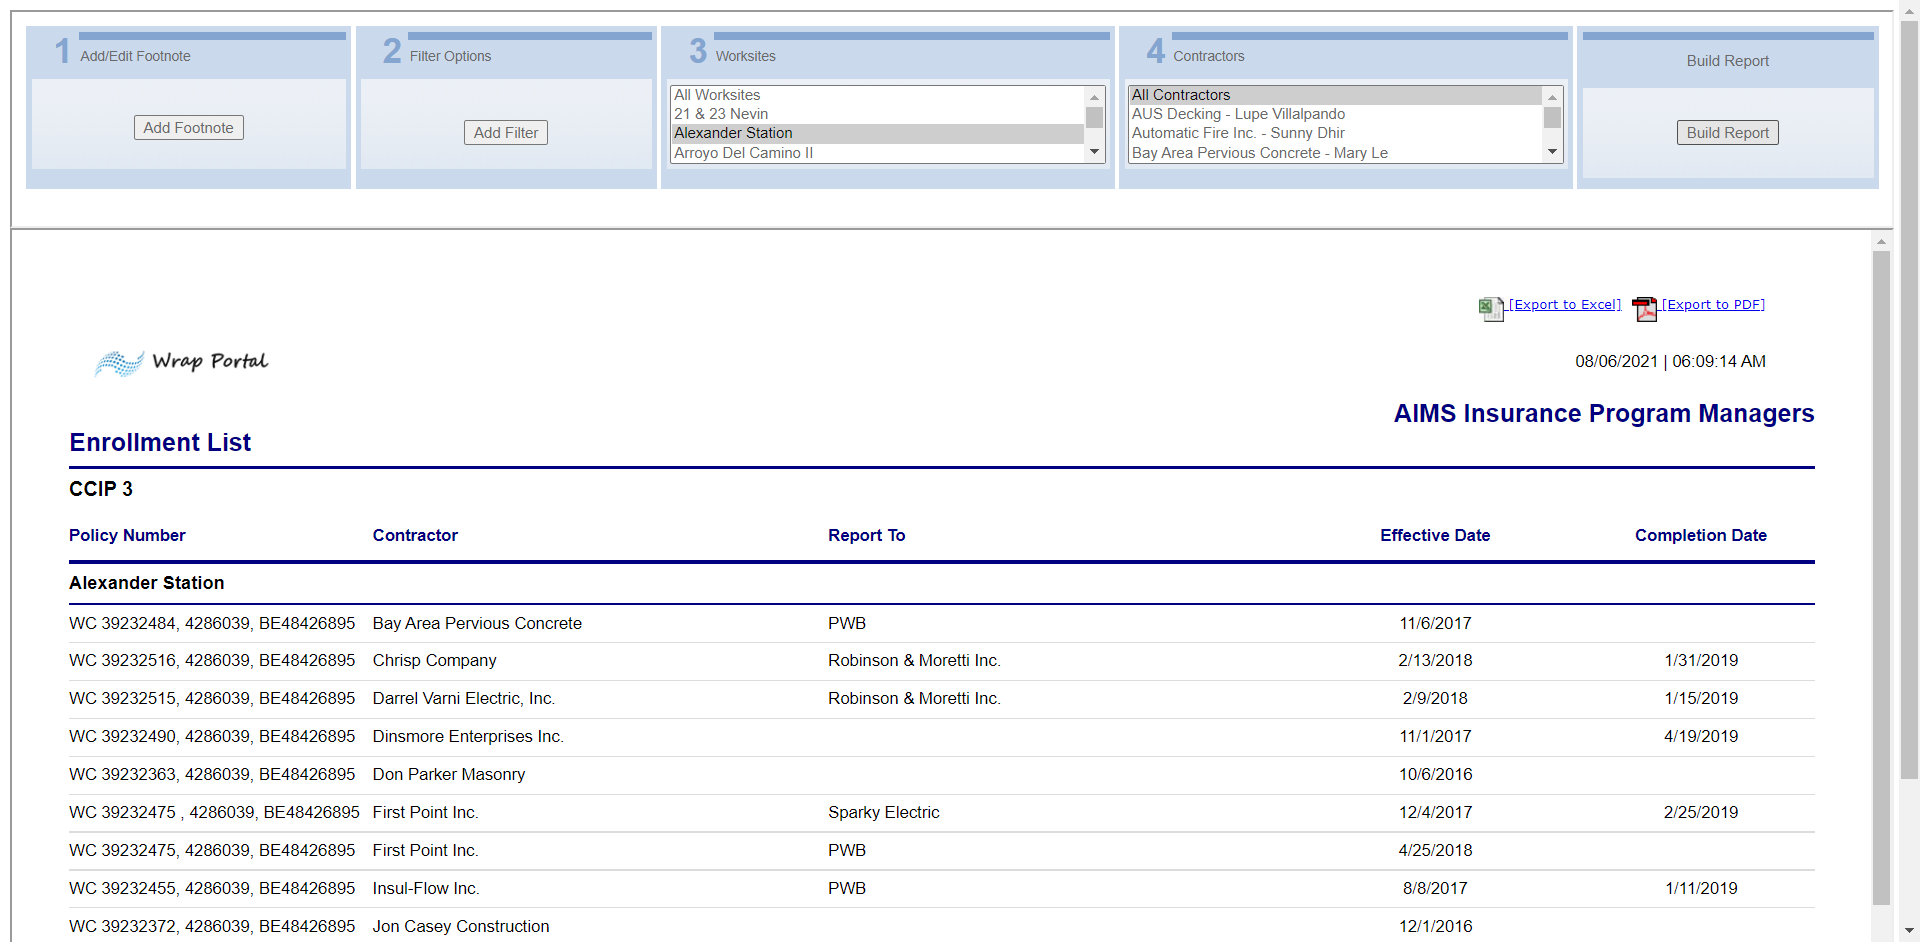 1 Add/Edit Footnote
Add Footnote
2 Filter Options
Add Filter
3 Worksites
All Worksites
21 & 23 Nevin
Alexander Station
Arroyo Del Camino II
4 Contractors
All Contractors
AUS Decking - Lupe Villalpando
Automatic Fire Inc. - Sunny Dhir
Bay Area Pervious Concrete - Mary Le
Build Report
Build Report
[Export to Excel] [Export to PDF]
Wrap Portal
08/06/2021 | 06:09:14 AM
AIMS Insurance Program Managers
Enrollment List
CCIP 3
Policy Number Contractor Report To Effective Date Completion Date
Alexander Station
WC 39232484, 4286039, BE48426895 Bay Area Pervious Concrete PWB 11/6/2017
WC 39232516, 4286039, BE48426895 Chrisp Company Robinson & Moretti Inc. 2/13/2018 1/31/2019
WC 39232515, 4286039, BE48426895 Darrel Varni Electric, Inc. Robinson & Moretti Inc. 2/9/2018 1/15/2019
WC 39232490, 4286039, BE48426895 Dinsmore Enterprises Inc. 11/1/2017 4/19/2019
WC 39232363, 4286039, BE48426895 Don Parker Masonry 10/6/2016
WC 39232475 , 4286039, BE48426895 First Point Inc. Sparky Electric 12/4/2017 2/25/2019
WC 39232475, 4286039, BE48426895 First Point Inc. PWB 4/25/2018
WC 39232455, 4286039, BE48426895 Insul-Flow Inc. PWB 8/8/2017 1/11/2019
WC 39232372, 4286039, BE48426895 Jon Casey Construction 12/1/2016